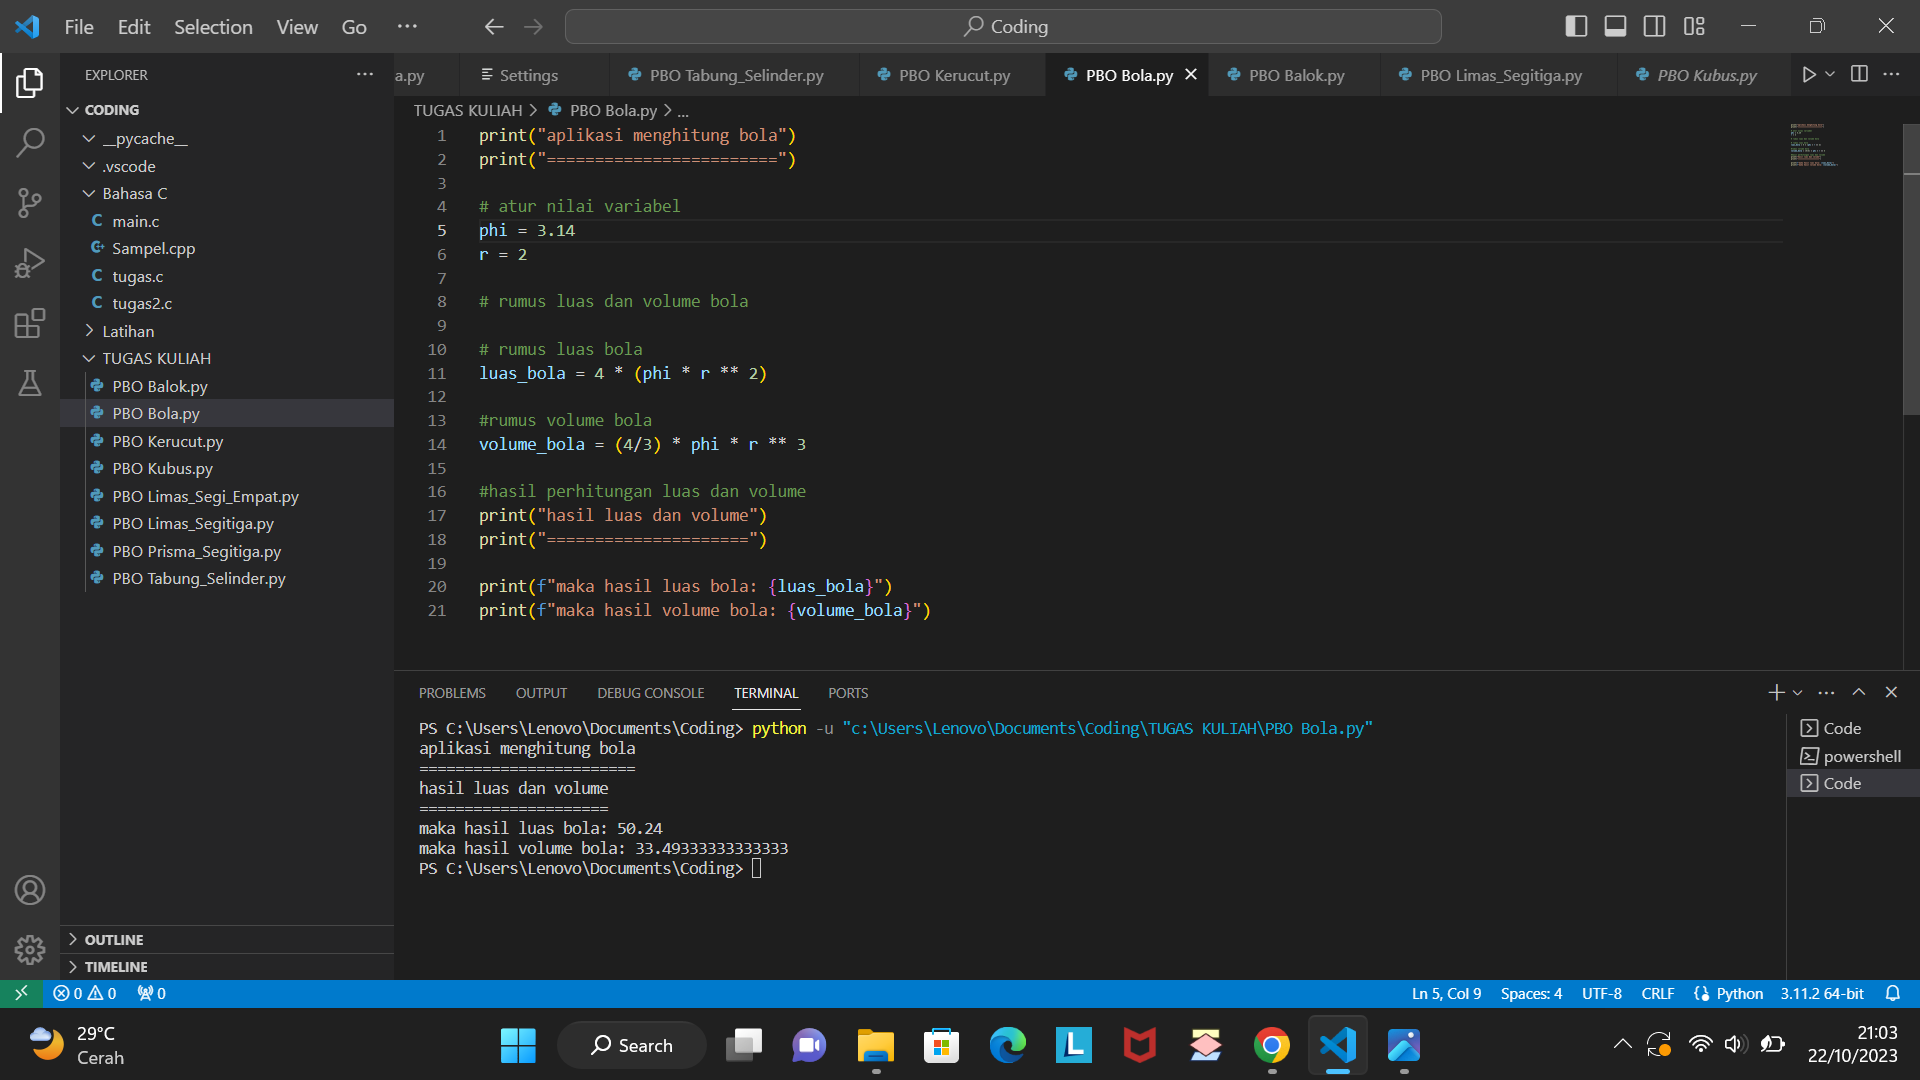 File Edit Selection View Go ··· Coding
EXPLORER ···
a.py Settings PBO Tabung_Selinder.py PBO Kerucut.py PBO Bola.py PBO Balok.py PBO Limas_Segitiga.py PBO Kubus.py
CODING
__pycache__
.vscode
Bahasa C
main.c
Sampel.cpp
tugas.c
tugas2.c
Latihan
TUGAS KULIAH
PBO Balok.py
PBO Bola.py
PBO Kerucut.py
PBO Kubus.py
PBO Limas_Segi_Empat.py
PBO Limas_Segitiga.py
PBO Prisma_Segitiga.py
PBO Tabung_Selinder.py
OUTLINE
TIMELINE
TUGAS KULIAH > PBO Bola.py > ...
1 print("aplikasi menghitung bola")
2 print("========================")
3
4 # atur nilai variabel
5 phi = 3.14
6 r = 2
7
8 # rumus luas dan volume bola
9
10 # rumus luas bola
11 luas_bola = 4 * (phi * r ** 2)
12
13 #rumus volume bola
14 volume_bola = (4/3) * phi * r ** 3
15
16 #hasil perhitungan luas dan volume
17 print("hasil luas dan volume")
18 print("=====================")
19
20 print(f"maka hasil luas bola: {luas_bola}")
21 print(f"maka hasil volume bola: {volume_bola}")
PROBLEMS OUTPUT DEBUG CONSOLE TERMINAL PORTS
PS C:\Users\Lenovo\Documents\Coding> python -u "c:\Users\Lenovo\Documents\Coding\TUGAS KULIAH\PBO Bola.py"
aplikasi menghitung bola
========================
hasil luas dan volume
=====================
maka hasil luas bola: 50.24
maka hasil volume bola: 33.49333333333333
PS C:\Users\Lenovo\Documents\Coding>
Code
powershell
Code
0 0 0 Ln 5, Col 9 Spaces: 4 UTF-8 CRLF Python 3.11.2 64-bit
29°C
Cerah
Search
21:03
22/10/2023